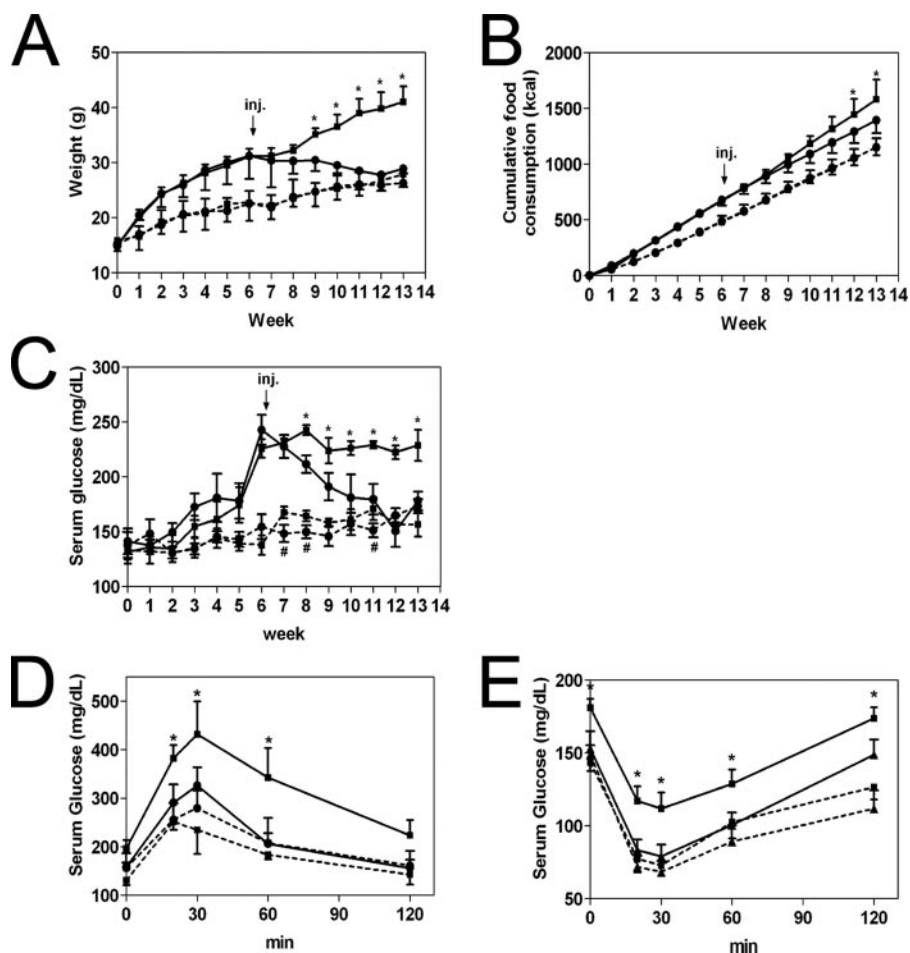 A
Weight (g)
50
40
30
20
10
inj.
* * * * *
0 1 2 3 4 5 6 7 8 9 10 11 12 13 14
Week
B
Cumulative food
consumption (kcal)
2000
1500
1000
500
0
inj.
* *
0 1 2 3 4 5 6 7 8 9 10 11 12 13 14
Week
C
Serum glucose (mg/dL)
300
250
200
150
100
inj.
* * * * * *
# # #
0 1 2 3 4 5 6 7 8 9 10 11 12 13 14
week
D
Serum Glucose (mg/dL)
500
400
300
200
100
* * *
0 30 60 90 120
min
E
Serum Glucose (mg/dL)
200
150
100
50
* * * * *
0 30 60 90 120
min